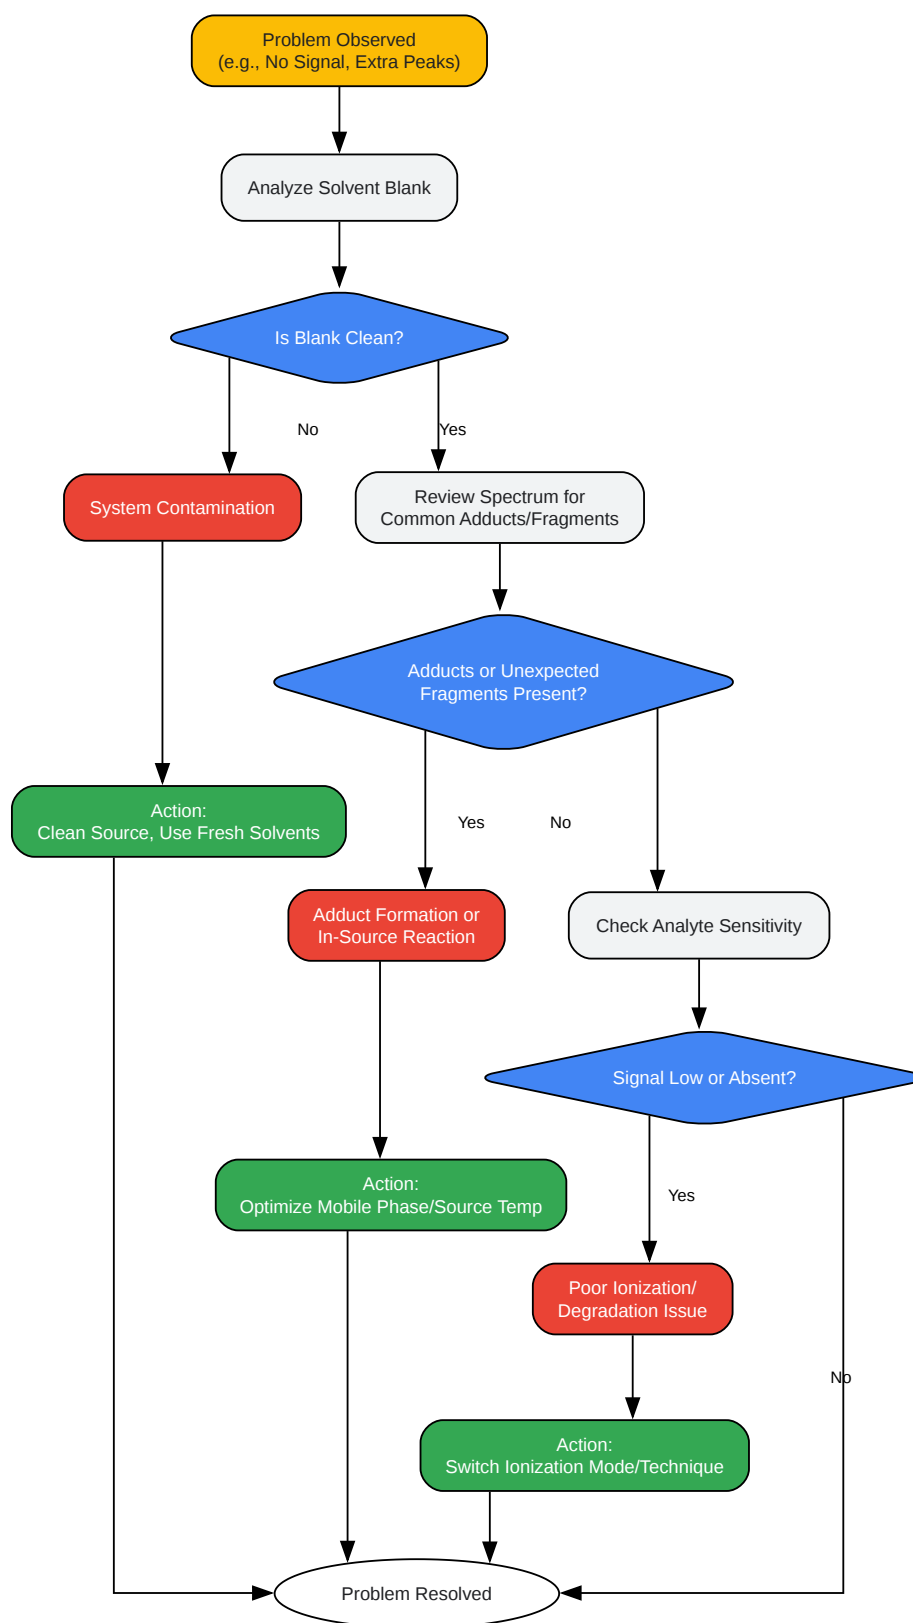 Problem Observed
(e.g., No Signal, Extra Peaks)
Analyze Solvent Blank
Is Blank Clean?
No
Yes
System Contamination
Review Spectrum for
Common Adducts/Fragments
Adducts or Unexpected
Fragments Present?
Action:
Clean Source, Use Fresh Solvents
Yes
No
Adduct Formation or
In-Source Reaction
Check Analyte Sensitivity
Signal Low or Absent?
Action:
Optimize Mobile Phase/Source Temp
Yes
Poor Ionization/
Degradation Issue
No
Action:
Switch Ionization Mode/Technique
Problem Resolved